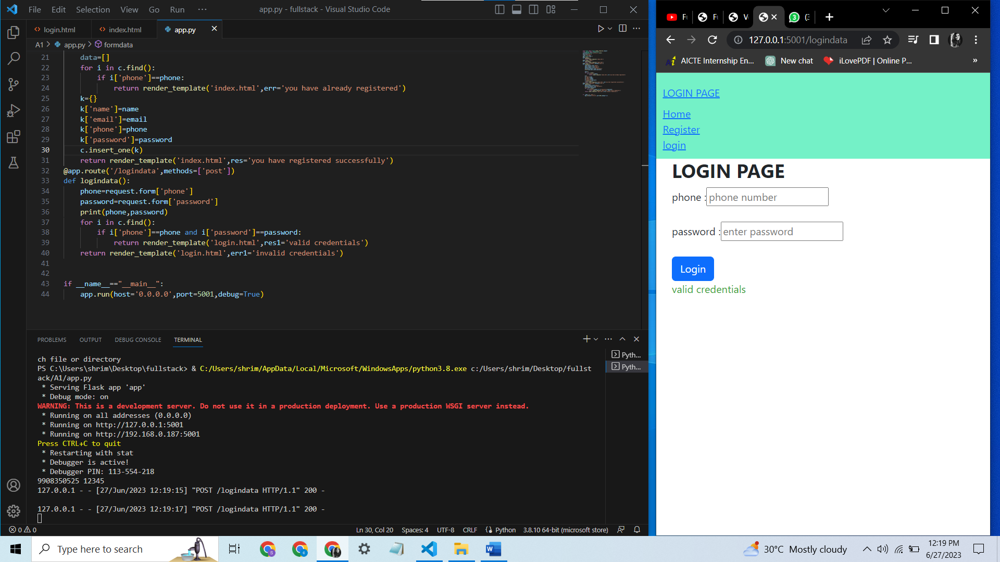 File Edit Selection View Go Run ···
app.py - fullstack - Visual Studio Code
login.html index.html app.py
A1 > app.py > formdata
21 data=[]
22 for i in c.find():
23 if i['phone']==phone:
24 return render_template('index.html',err='you have already registered')
25 k={}
26 k['name']=name
27 k['email']=email
28 k['phone']=phone
29 k['password']=password
30 c.insert_one(k)
31 return render_template('index.html',res='you have registered successfully')
32 @app.route('/logindata',methods=['post'])
33 def logindata():
34 phone=request.form['phone']
35 password=request.form['password']
36 print(phone,password)
37 for i in c.find():
38 if i['phone']==phone and i['password']==password:
39 return render_template('login.html',res1='valid credentials')
40 return render_template('login.html',err1='invalid credentials')
41
42
43 if __name__=="__main__":
44 app.run(host='0.0.0.0',port=5001,debug=True)
PROBLEMS OUTPUT DEBUG CONSOLE TERMINAL
Pyth...
Pyth...
ch file or directory
PS C:\Users\shrim\Desktop\fullstack> & C:/Users/shrim/AppData/Local/Microsoft/WindowsApps/python3.8.exe c:/Users/shrim/Desktop/fullst
ack/A1/app.py
* Serving Flask app 'app'
* Debug mode: on
WARNING: This is a development server. Do not use it in a production deployment. Use a production WSGI server instead.
* Running on all addresses (0.0.0.0)
* Running on http://127.0.0.1:5001
* Running on http://192.168.0.187:5001
Press CTRL+C to quit
* Restarting with stat
* Debugger is active!
* Debugger PIN: 113-554-218
9908350525 12345
127.0.0.1 - - [27/Jun/2023 12:19:15] "POST /logindata HTTP/1.1" 200 -
127.0.0.1 - - [27/Jun/2023 12:19:17] "POST /logindata HTTP/1.1" 200 -
0 0
Ln 30, Col 20 Spaces: 4 UTF-8 CRLF Python 3.8.10 64-bit (microsoft store)
127.0.0.1:5001/logindata
AICTE Internship En... New chat iLovePDF | Online P... »
LOGIN PAGE
Home
Register
login
LOGIN PAGE
phone : phone number
password : enter password
Login
valid credentials
Type here to search
30°C Mostly cloudy
12:19 PM
6/27/2023